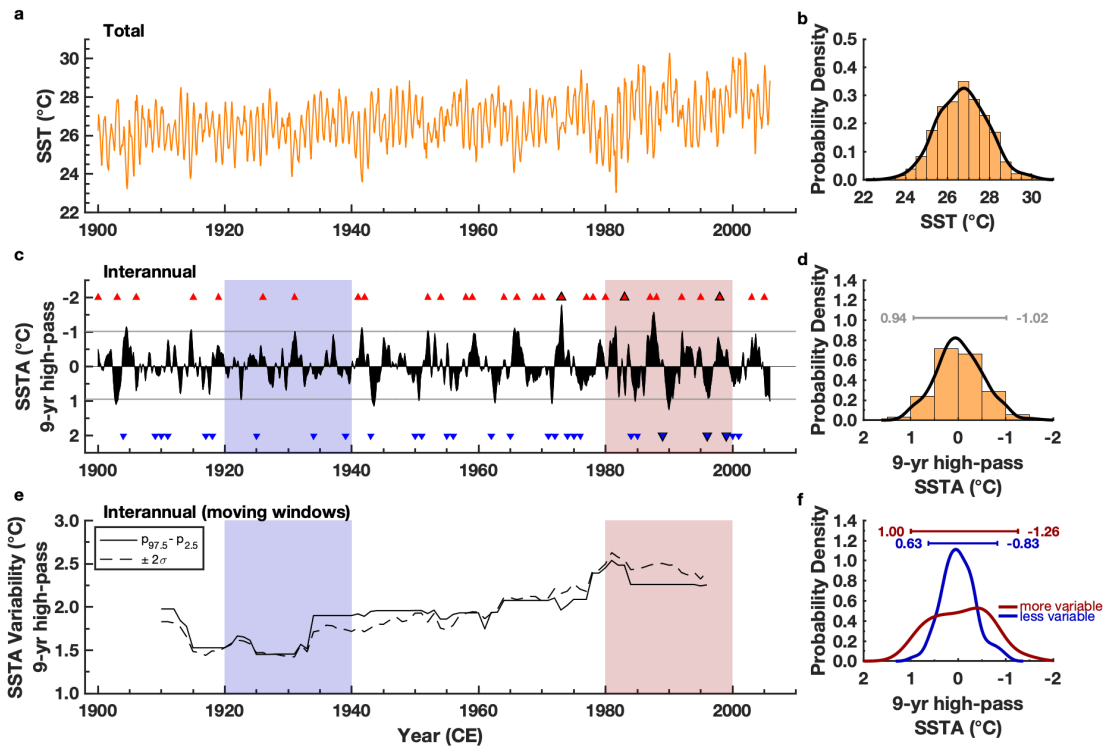 a
Total
SST (°C)
30
28
26
24
22
1900
1920
1940
1960
1980
2000
b
Probability Density
0.5
0.4
0.3
0.2
0.1
0.0
22
24
26
28
30
SST (°C)
c
Interannual
SSTA (°C)
9-yr high-pass
-2
-1
0
1
2
1900
1920
1940
1960
1980
2000
d
Probability Density
1.4
1.2
1.0
0.8
0.6
0.4
0.2
0.0
0.94
-1.02
2
1
0
-1
-2
9-yr high-pass
SSTA (°C)
e
Interannual (moving windows)
SSTA Variability (°C)
9-yr high-pass
3.0
2.5
2.0
1.5
1.0
p97.5 - p2.5
± 2σ
1900
1920
1940
1960
1980
2000
Year (CE)
f
Probability Density
1.4
1.2
1.0
0.8
0.6
0.4
0.2
0.0
1.00
-1.26
0.63
-0.83
more variable
less variable
2
1
0
-1
-2
9-yr high-pass
SSTA (°C)